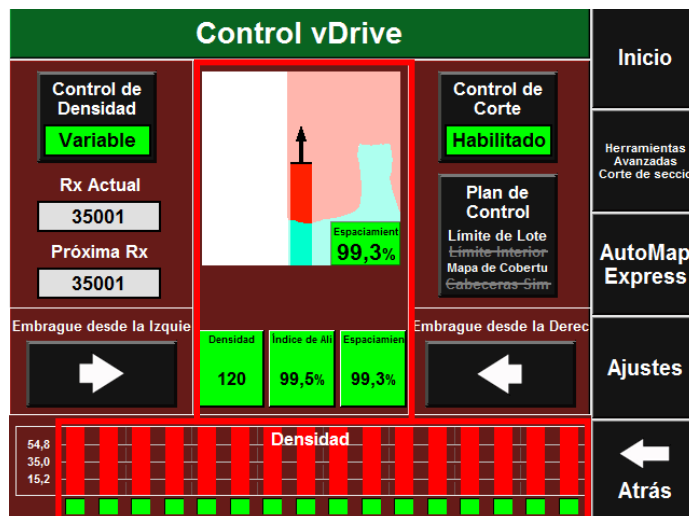 Control vDrive
Inicio
Herramientas
Avanzadas
Corte de secció
AutoMap
Express
Ajustes
Atrás
Control de
Densidad
Variable
Rx Actual
35001
Próxima Rx
35001
Embrague desde la Izquie
Espaciamient
99,3%
Densidad
120
Índice de Ali
99,5%
Espaciamien
99,3%
Control de
Corte
Habilitado
Plan de
Control
Límite de Lote
Límite Interior
Mapa de Cobertu
Cabeceras Sim
Embrague desde la Derec
Densidad
54,8
35,0
15,2